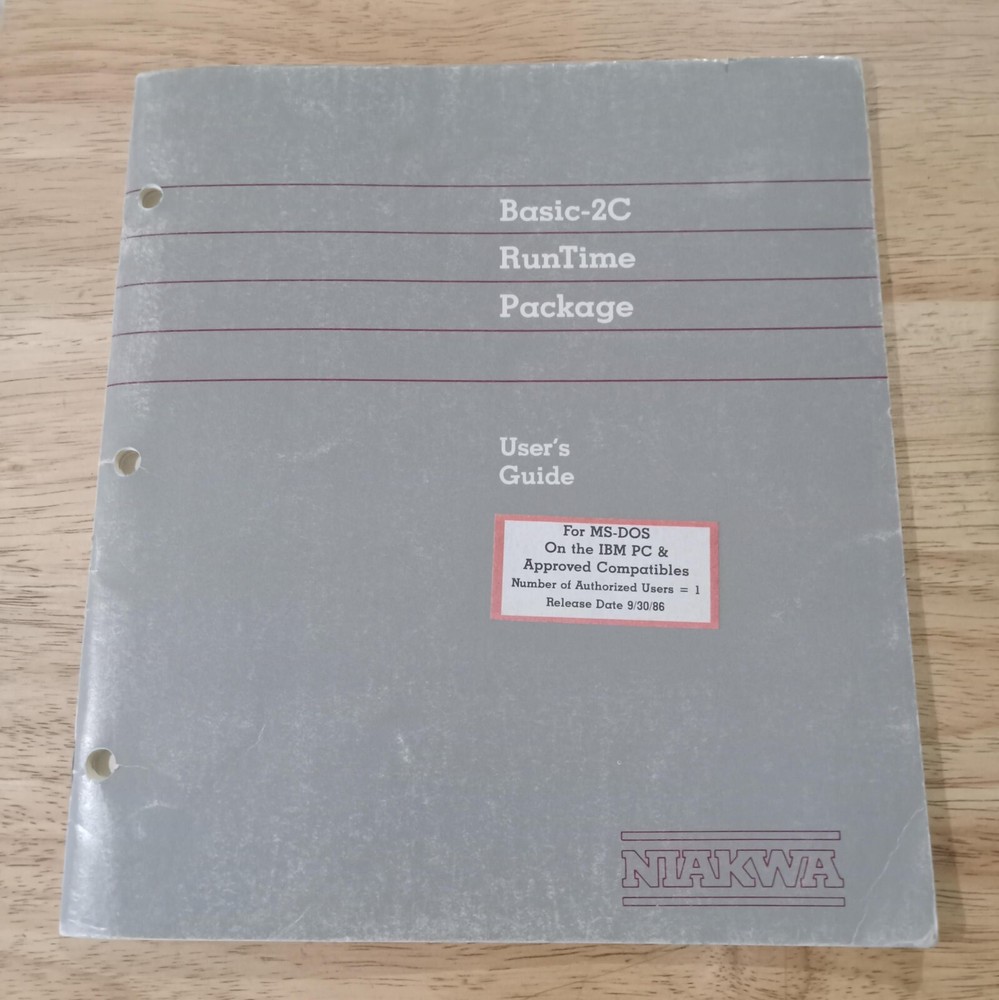 Basic-2C
RunTime
Package
User's
Guide
For MS-DOS
On the IBM PC &
Approved Compatibles
Number of Authorized Users = 1
Release Date 9/30/86
NIAKWA